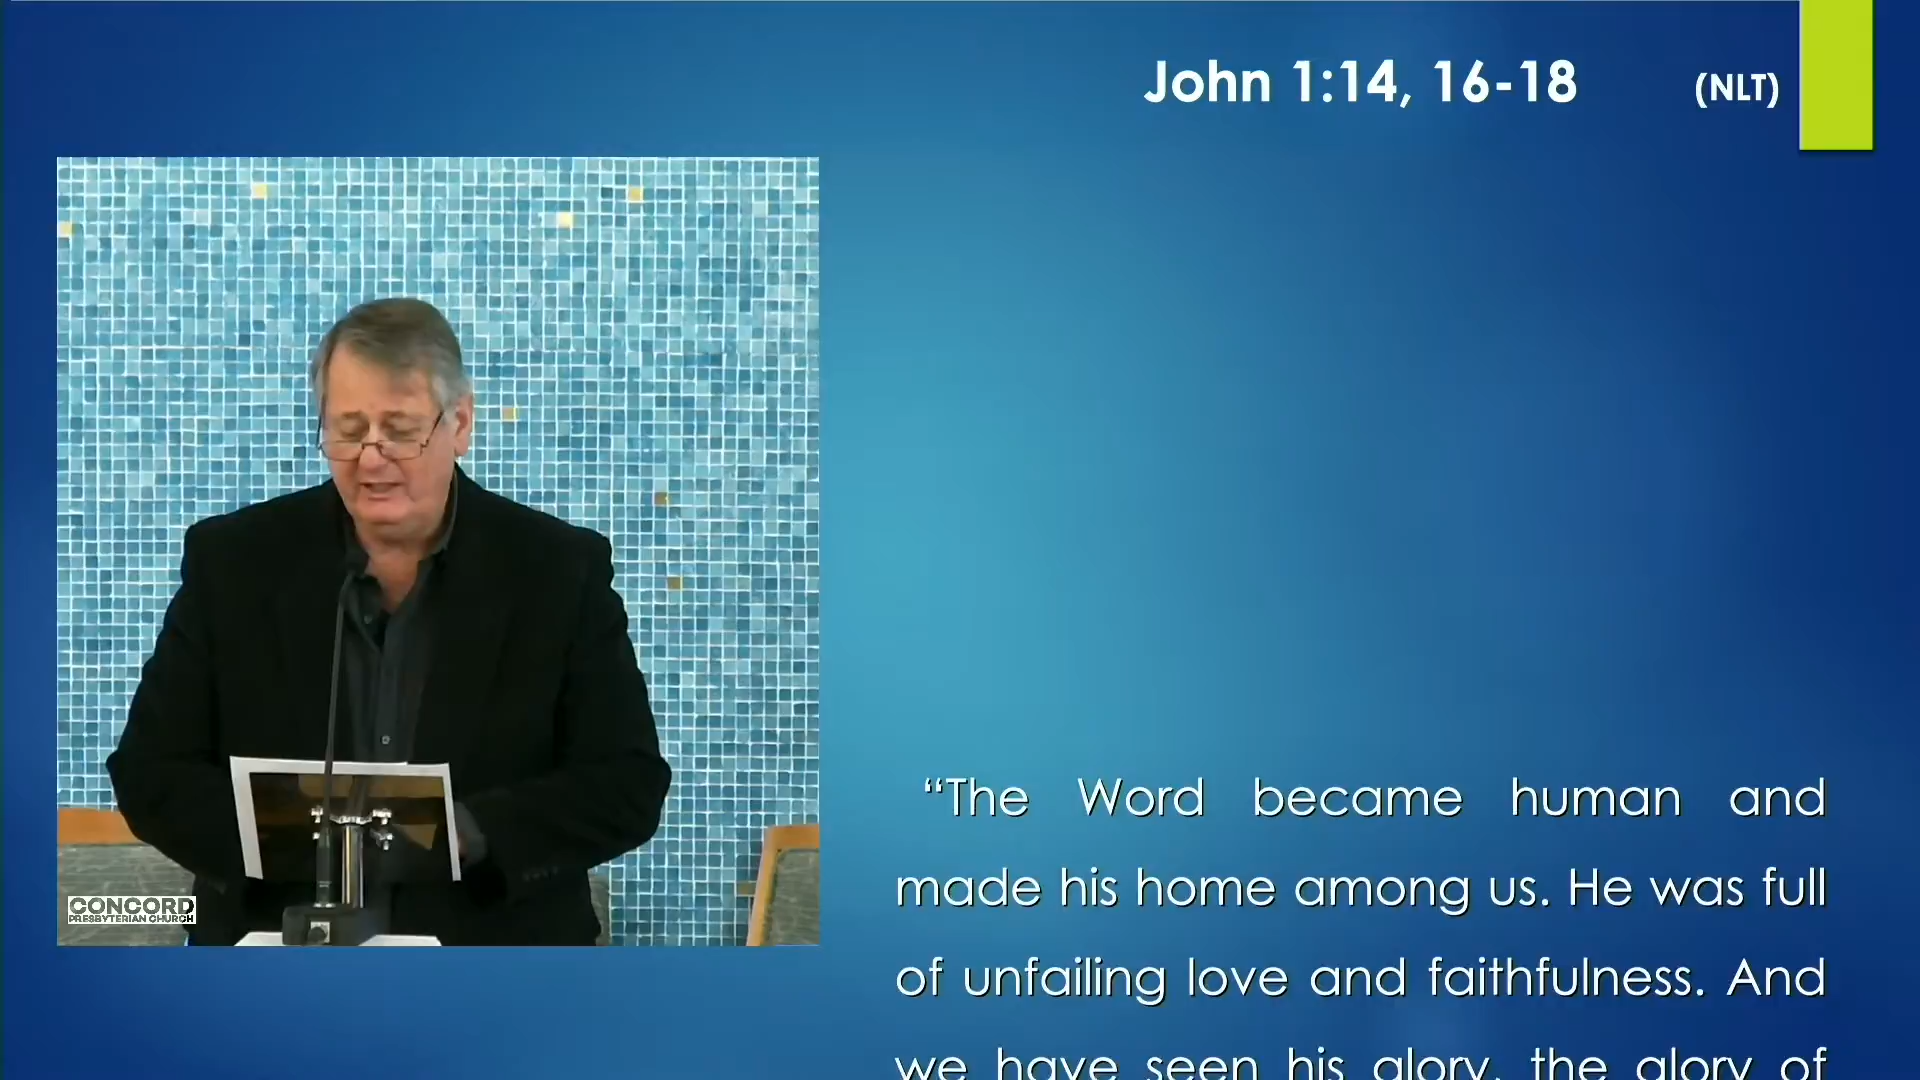 John 1:14, 16-18 (NLT)
“The Word became human and
made his home among us. He was full
of unfailing love and faithfulness. And
we have seen his glory, the glory of
CONCORD
PRESBYTERIAN CHURCH